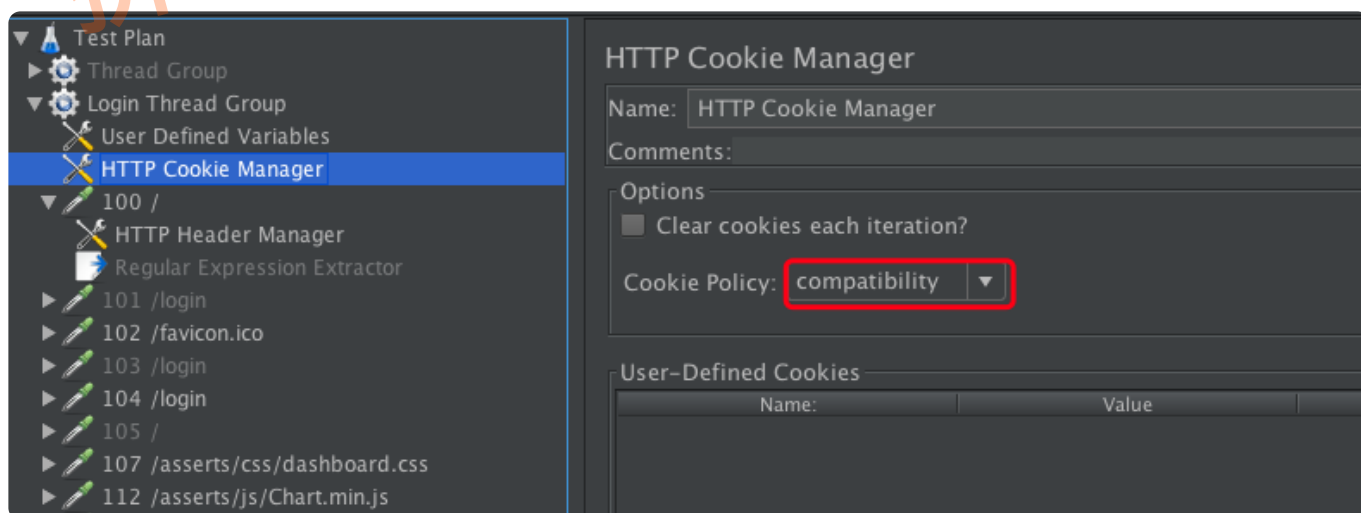 Test Plan
Thread Group
Login Thread Group
User Defined Variables
HTTP Cookie Manager
100 /
HTTP Header Manager
Regular Expression Extractor
101 /login
102 /favicon.ico
103 /login
104 /login
105 /
107 /asserts/css/dashboard.css
112 /asserts/js/Chart.min.js
HTTP Cookie Manager
Name: HTTP Cookie Manager
Comments:
Options
Clear cookies each iteration?
Cookie Policy: compatibility
User-Defined Cookies
Name: Value